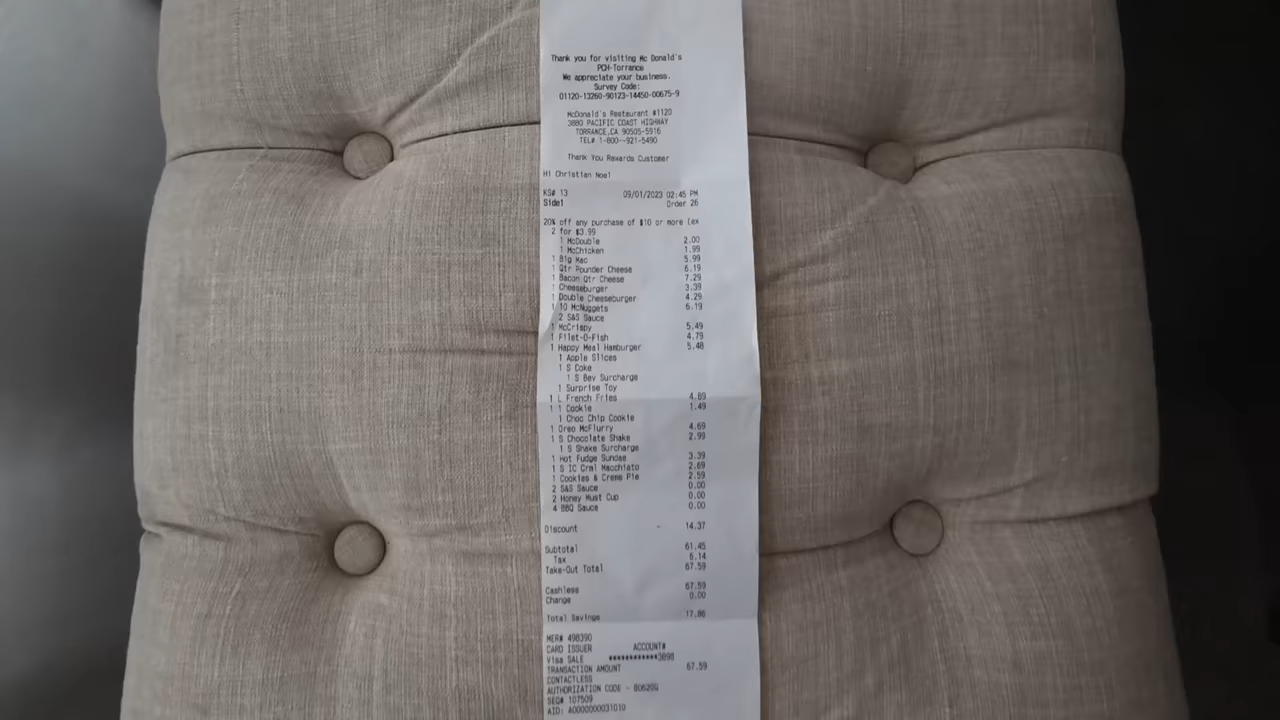 Thank you for visiting Mc Donald's
PCH-Torrance
We appreciate your business.
Survey Code:
01120-13260-90123-14450-00675-9
McDonald's Restaurant #1120
3880 PACIFIC COAST HIGHWAY
TORRANCE,CA 90505-5916
TEL# 1-800--921-5490
Thank You Rewards Customer
Hi Christian Noel
KS# 13 09/01/2023 02:45 PM
Side1 Order 26
20% off any purchase of $10 or more (ex
2 for $3.99
1 McDouble 2.00
1 McChicken 1.99
1 Big Mac 5.99
1 Qtr Pounder Cheese 6.19
1 Bacon Qtr Cheese 7.29
1 Cheeseburger 3.39
1 Double Cheeseburger 4.29
1 10 McNuggets 6.19
2 S&S Sauce
1 McCrispy 5.49
1 Filet-O-Fish 4.79
1 Happy Meal Hamburger 5.48
1 Apple Slices
1 S Coke
1 S Bev Surcharge
1 Surprise Toy
1 L French Fries 4.89
1 1 Cookie 1.49
1 Choc Chip Cookie
1 Oreo McFlurry 4.69
1 S Chocolate Shake 2.99
1 S Shake Surcharge
1 Hot Fudge Sundae 3.39
1 S IC Crml Macchiato 2.69
1 Cookies & Creme Pie 2.59
2 S&S Sauce 0.00
2 Honey Must Cup 0.00
4 BBQ Sauce 0.00
Discount - 14.37
Subtotal 61.45
Tax 6.14
Take-Out Total 67.59
Cashless 67.59
Change 0.00
Total Savings 17.86
MER# 498390
CARD ISSUER ACCOUNT#
Visa SALE ************3898
TRANSACTION AMOUNT 67.59
CONTACTLESS
AUTHORIZATION CODE -
SEQ# 107509
AID: A0000000031010